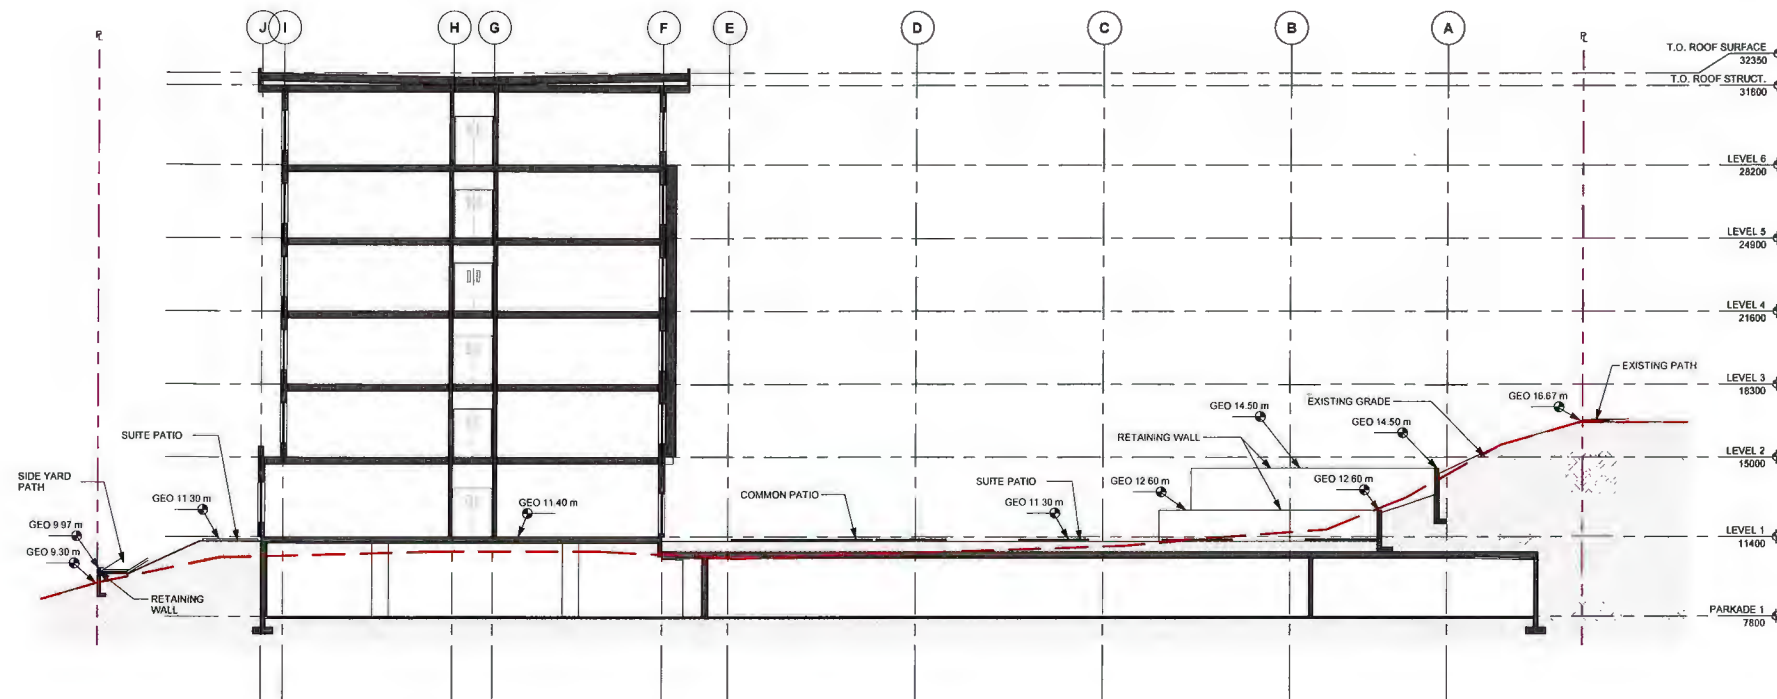 J I H G F E D C B A
T.O. ROOF SURFACE
32350
T.O. ROOF STRUCT.
31800
LEVEL 6
28200
LEVEL 5
24900
LEVEL 4
21600
LEVEL 3
18300
EXISTING PATH
GEO 16.67 m
EXISTING GRADE
GEO 14.50 m
GEO 14.50 m
RETAINING WALL
LEVEL 2
15000
SUITE PATIO
SIDE YARD
PATH
GEO 11.30 m
GEO 9.97 m
GEO 9.30 m
RETAINING
WALL
GEO 11.40 m
COMMON PATIO
SUITE PATIO
GEO 11.30 m
GEO 12.60 m
GEO 12.60 m
LEVEL 1
11400
PARKADE 1
7800